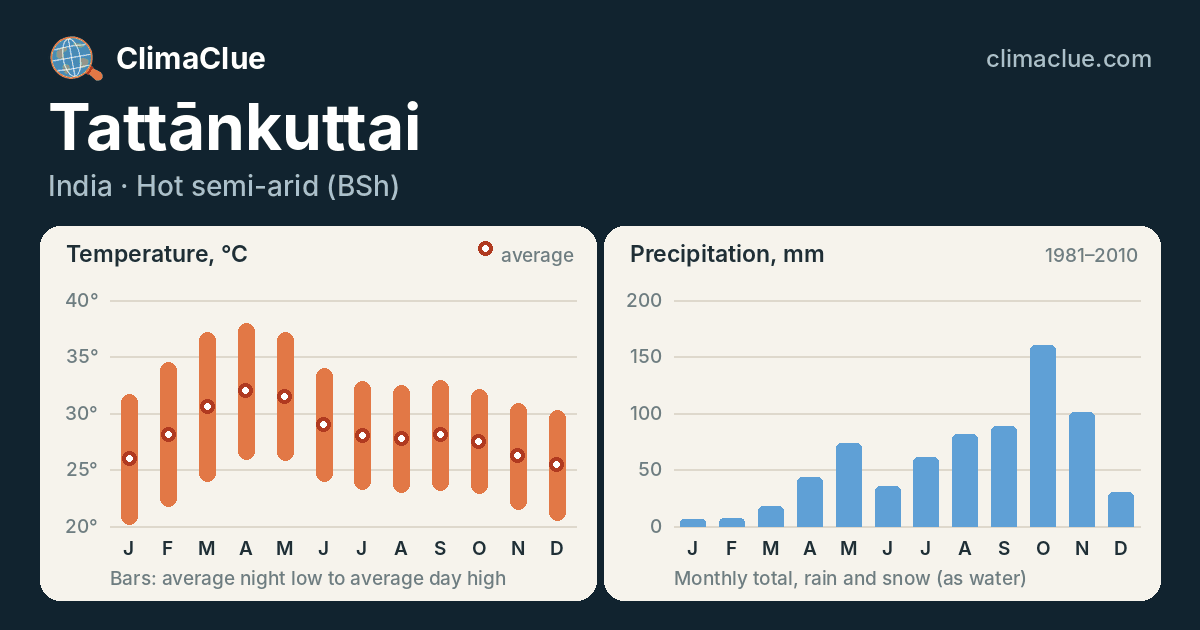 ClimaClue
climaclue.com
Tattānkuttai
India · Hot semi-arid (BSh)
Temperature, °C
average
40°
35°
30°
25°
20°
J F M A M J J A S O N D
Bars: average night low to average day high
Precipitation, mm
1981–2010
200
150
100
50
0
J F M A M J J A S O N D
Monthly total, rain and snow (as water)